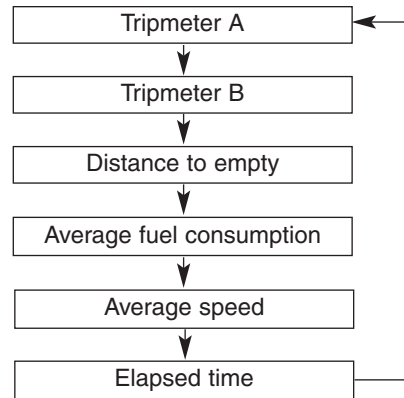 Tripmeter A
Tripmeter B
Distance to empty
Average fuel consumption
Average speed
Elapsed time